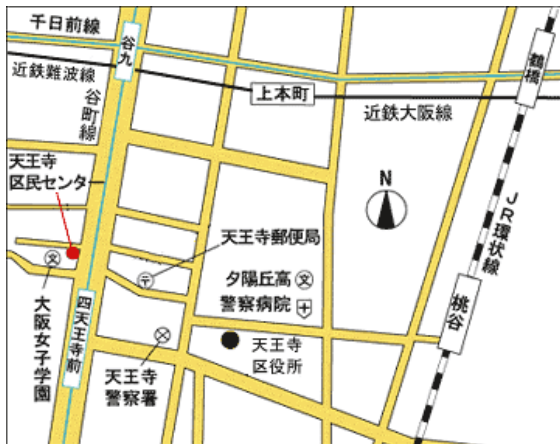 千日前線
谷九
鶴橋
近鉄難波線
上本町
近鉄大阪線
谷町線
天王寺
区民センタ
N
JR環状線
天王寺郵便局
〒
文
夕陽丘高 文
警察病院
桃谷
四天王寺前
大阪女子学園
天王寺
警察署
天王寺
区役所